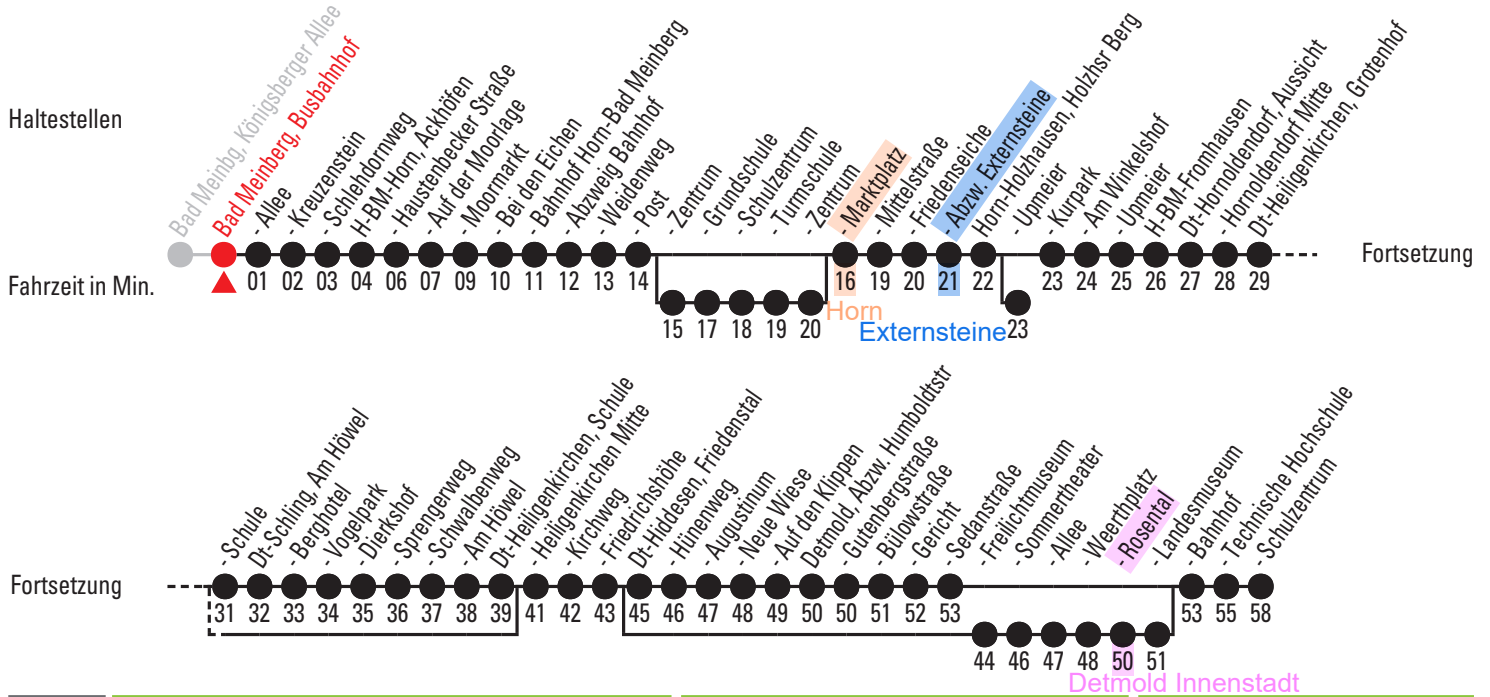 Haltestellen
Bad Meinbg, Königsberger Allee
Bad Meinberg, Busbahnhof
- Allee
- Kreuzenstein
- Schlehdornweg
H-BM-Horn, Ackhöfen
- Haustenbecker Straße
- Auf der Moorlage
- Moormarkt
- Bei den Eichen
- Bahnhof Horn-Bad Meinberg
- Abzweig Bahnhof
- Weidenweg
- Post
- Zentrum
- Grundschule
- Schulzentrum
- Turmschule
- Zentrum
- Marktplatz
- Mittelstraße
- Friedenseiche
- Abzw. Externsteine
Horn-Holzhausen, Holzhsr Berg
- Upmeier
- Kurpark
- Am Winkelshof
- Upmeier
H-BM-Fromhausen
Dt-Hornoldendorf, Aussicht
- Hornoldendorf Mitte
Dt-Heiligenkirchen, Grotenhof
Fortsetzung
Fahrzeit in Min.
01 02 03 04 06 07 09 10 11 12 13 14 16 19 20 21 22 23 24 25 26 27 28 29
15 17 18 19 20 23
Horn
Externsteine
- Schule
Dt-Schling, Am Höwel
- Berghotel
- Vogelpark
- Dierkshof
- Sprengerweg
- Schwalbenweg
- Am Höwel
Dt-Heiligenkirchen, Schule
- Heiligenkirchen Mitte
- Kirchweg
- Friedrichshöhe
Dt-Hiddesen, Friedenstal
- Hünenweg
- Augustinum
- Neue Wiese
- Auf den Klippen
Detmold, Abzw. Humboldtstr
- Gutenbergstraße
- Bülowstraße
- Gericht
- Sedanstraße
- Freilichtmuseum
- Sommertheater
- Allee
- Weerthplatz
- Rosental
- Landesmuseum
- Bahnhof
- Technische Hochschule
- Schulzentrum
Fortsetzung
31 32 33 34 35 36 37 38 39 41 42 43 45 46 47 48 49 50 50 51 52 53 53 55 58
44 46 47 48 50 51
Detmold Innenstadt